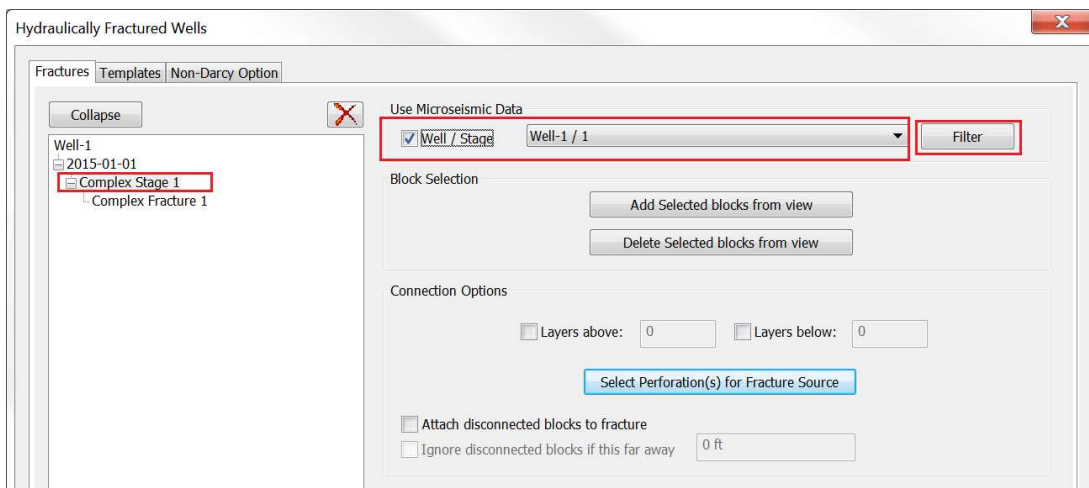 Hydraulically Fractured Wells
Fractures Templates Non-Darcy Option
Collapse
Well-1
2015-01-01
Complex Stage 1
Complex Fracture 1
Use Microseismic Data
Well / Stage Well-1 / 1 Filter
Block Selection
Add Selected blocks from view
Delete Selected blocks from view
Connection Options
Layers above: 0 Layers below: 0
Select Perforation(s) for Fracture Source
Attach disconnected blocks to fracture
Ignore disconnected blocks if this far away 0 ft